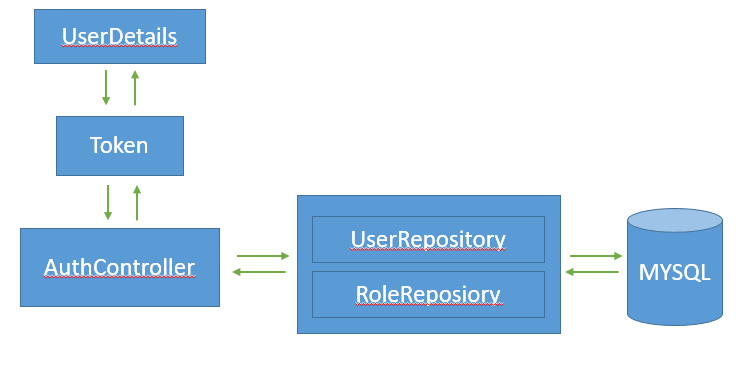 UserDetails
Token
AuthController
UserRepository
RoleReposiory
MYSQL